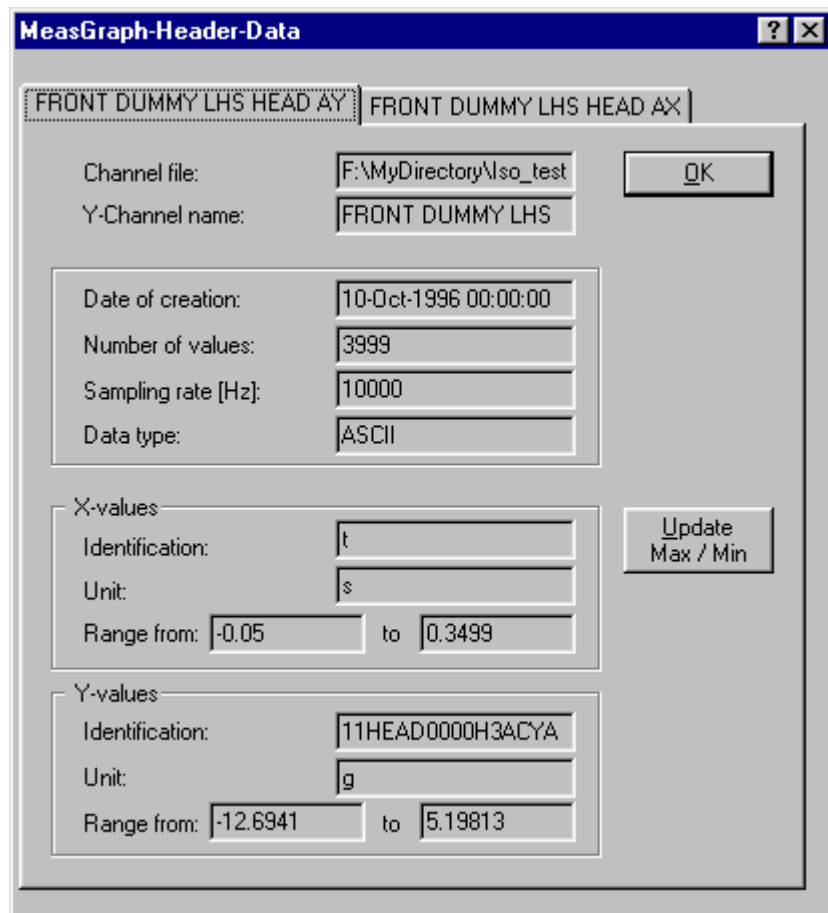 MeasGraph-Header-Data
FRONT DUMMY LHS HEAD AY FRONT DUMMY LHS HEAD AX
Channel file: F:\MyDirectory\Iso_test OK
Y-Channel name: FRONT DUMMY LHS
Date of creation: 10-Oct-1996 00:00:00
Number of values: 3999
Sampling rate [Hz]: 10000
Data type: ASCII
X-values
Identification: t
Update
Max / Min
Unit: s
Range from: -0.05 to 0.3499
Y-values
Identification: 11HEAD0000H3ACYA
Unit: g
Range from: -12.6941 to 5.19813